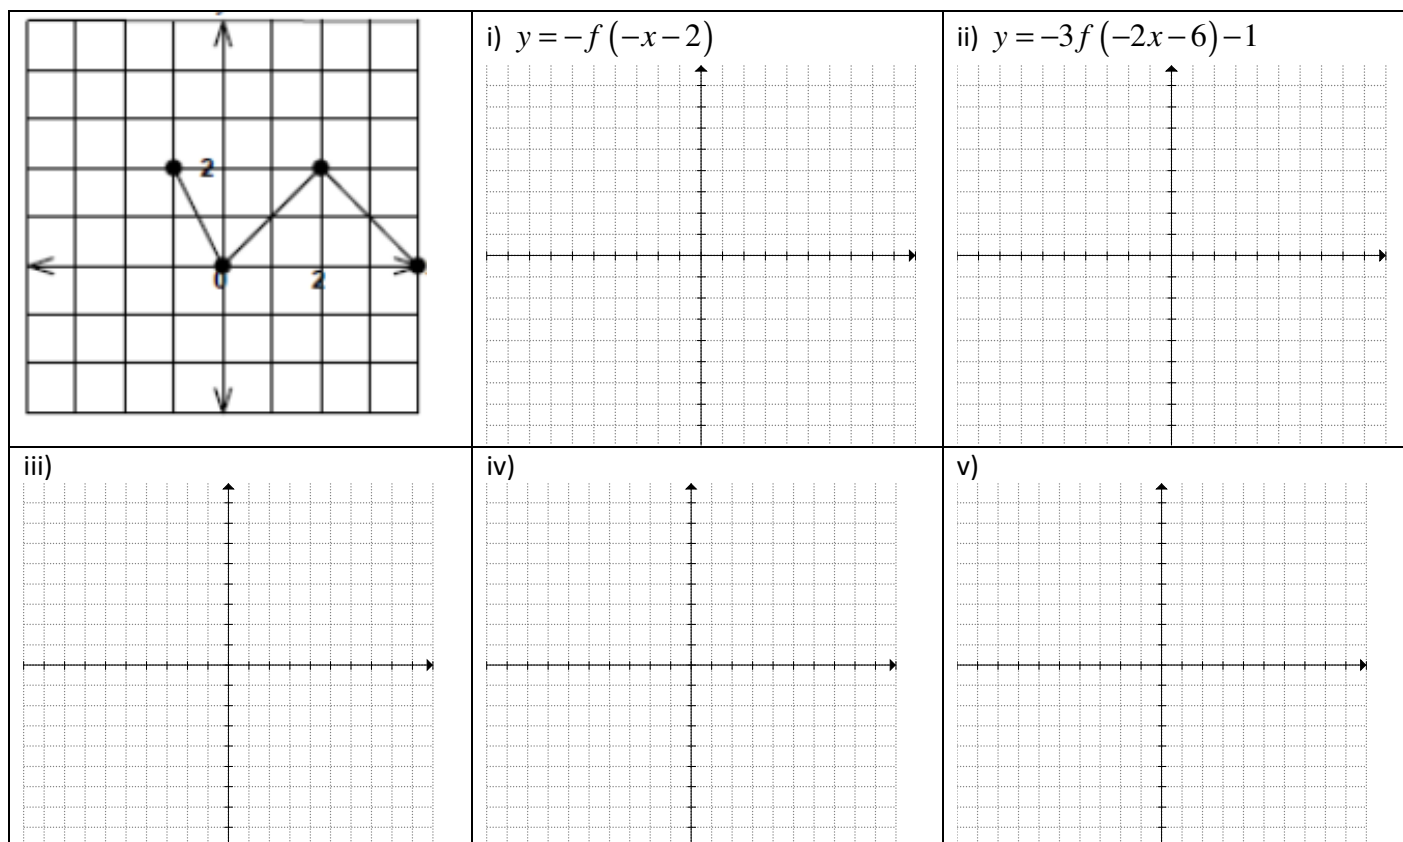 i) y = −f(−x−2)
ii) y = −3f(−2x−6)−1
2
0
2
iii)
iv)
v)